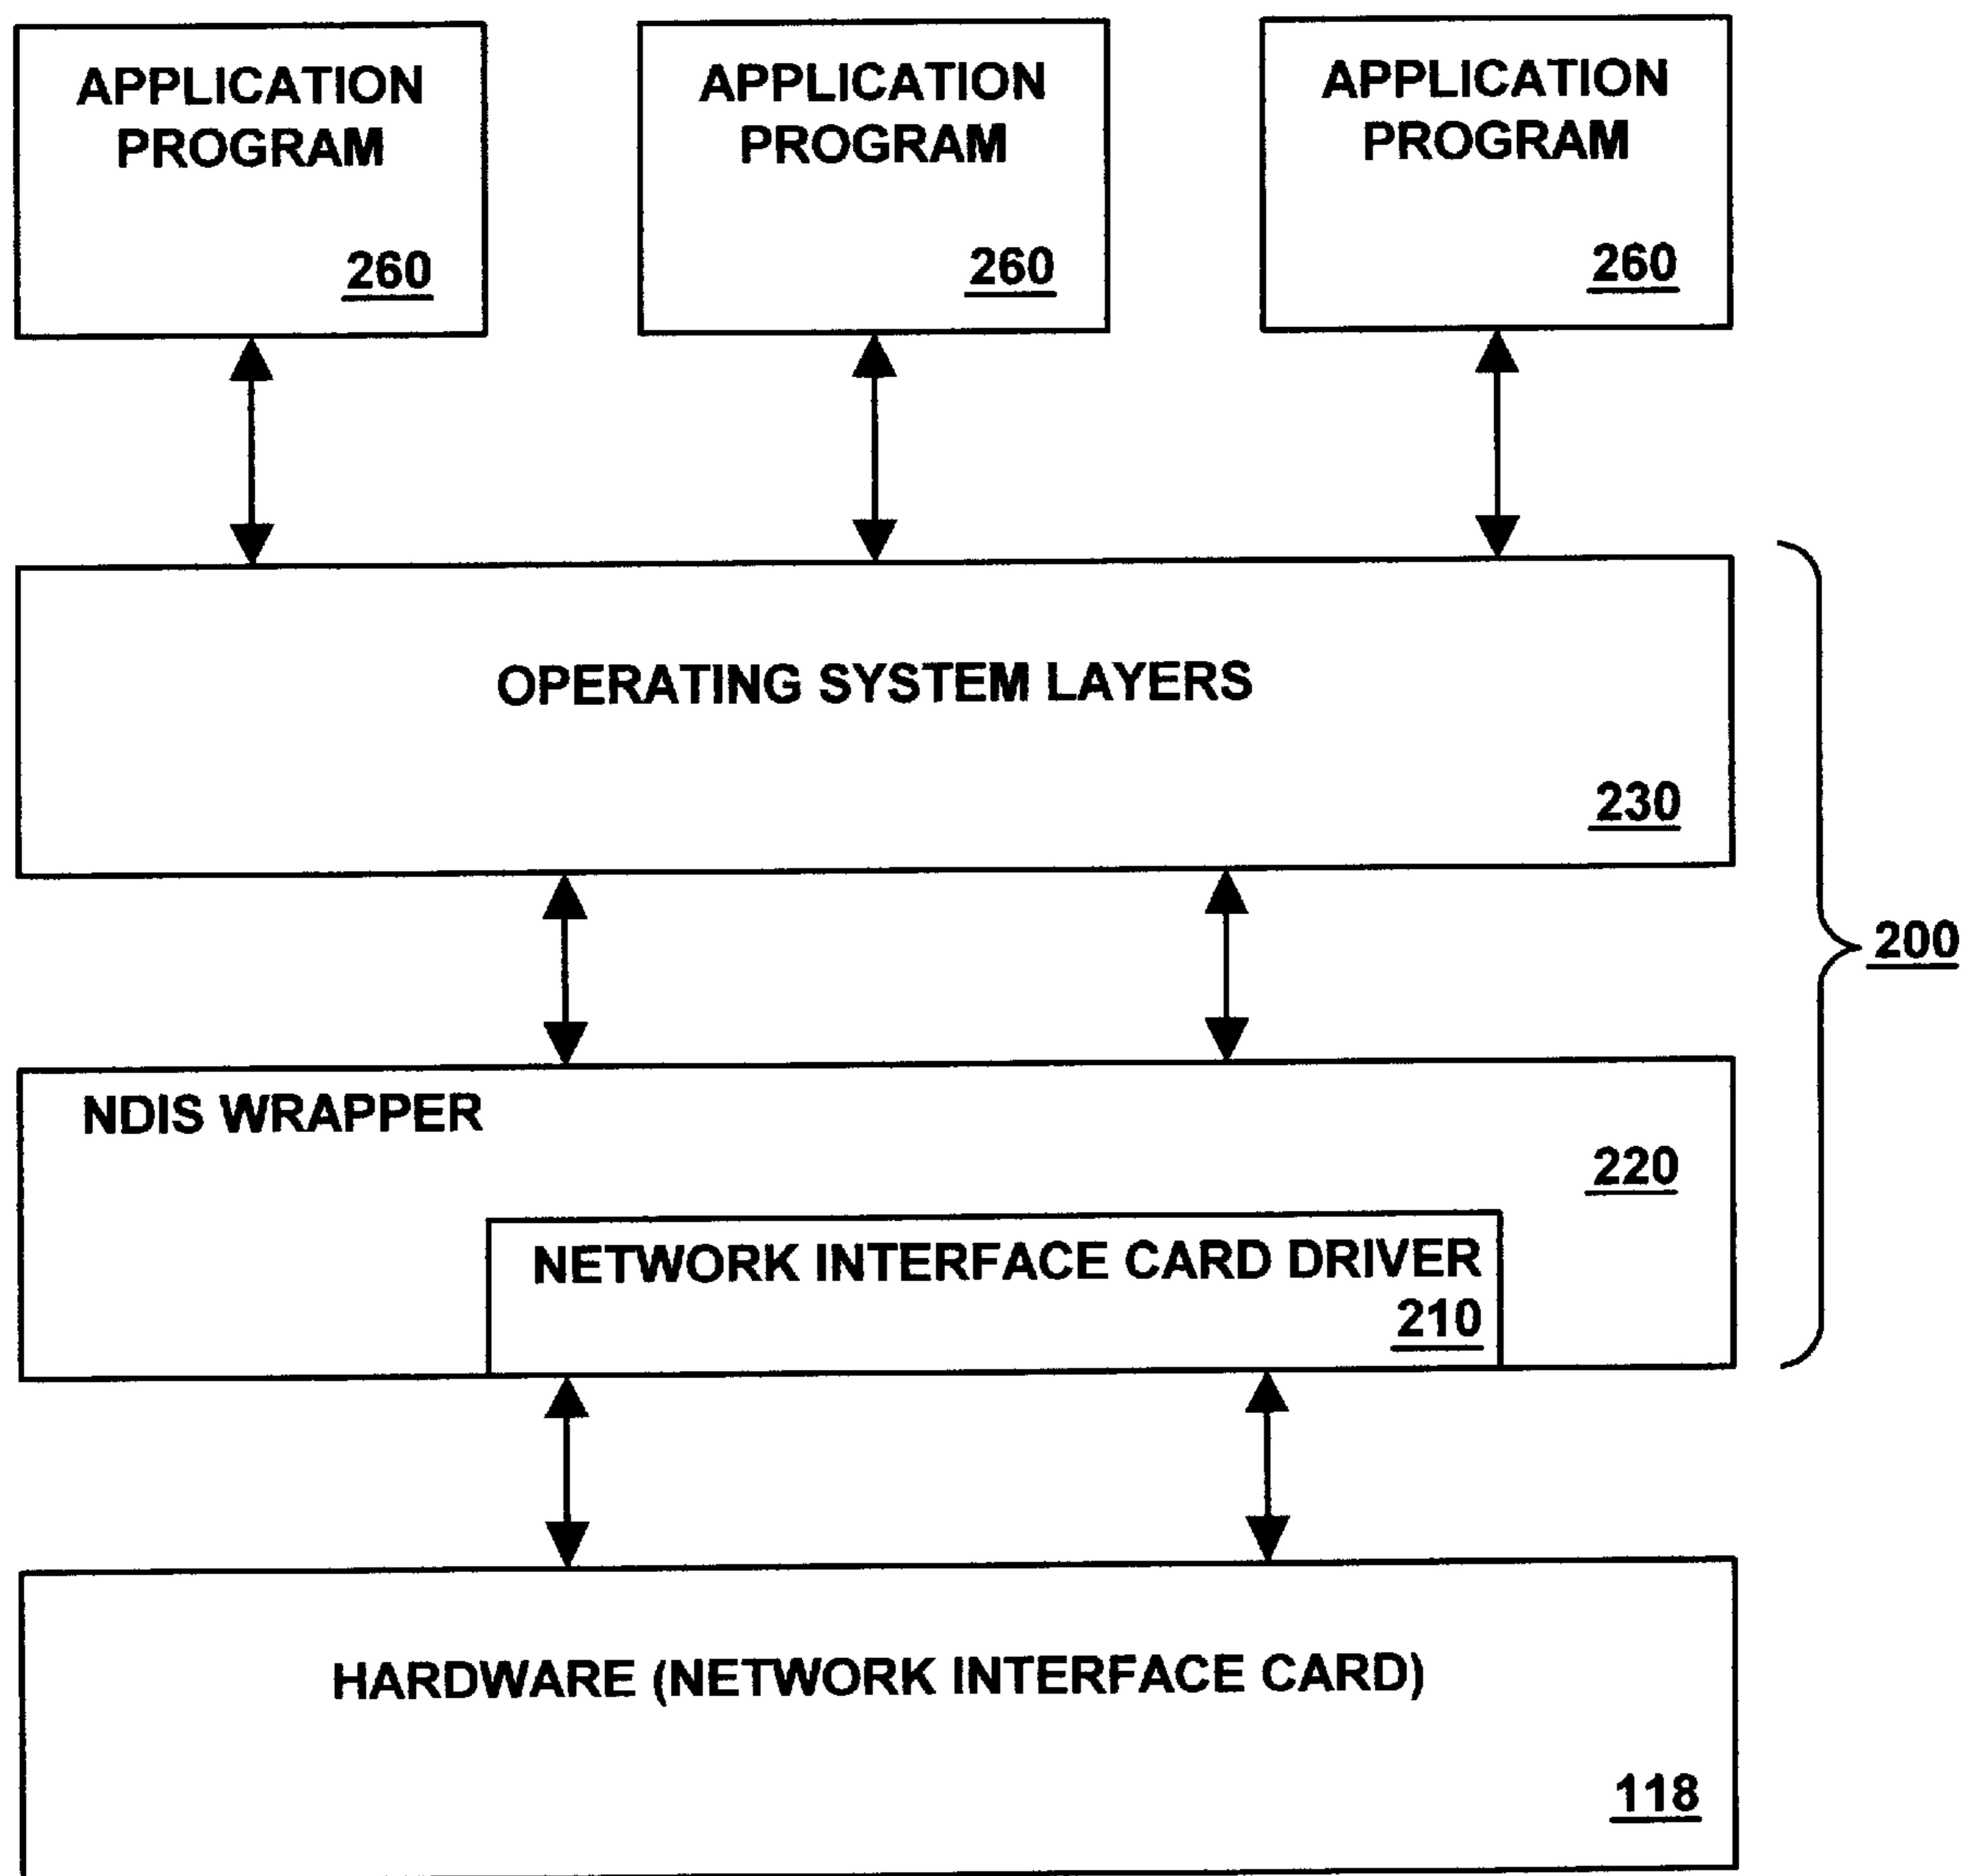 APPLICATION
PROGRAM
260
APPLICATION
PROGRAM
260
APPLICATION
PROGRAM
260
OPERATING SYSTEM LAYERS
230
200
NDIS WRAPPER
220
NETWORK INTERFACE CARD DRIVER
210
HARDWARE (NETWORK INTERFACE CARD)
118